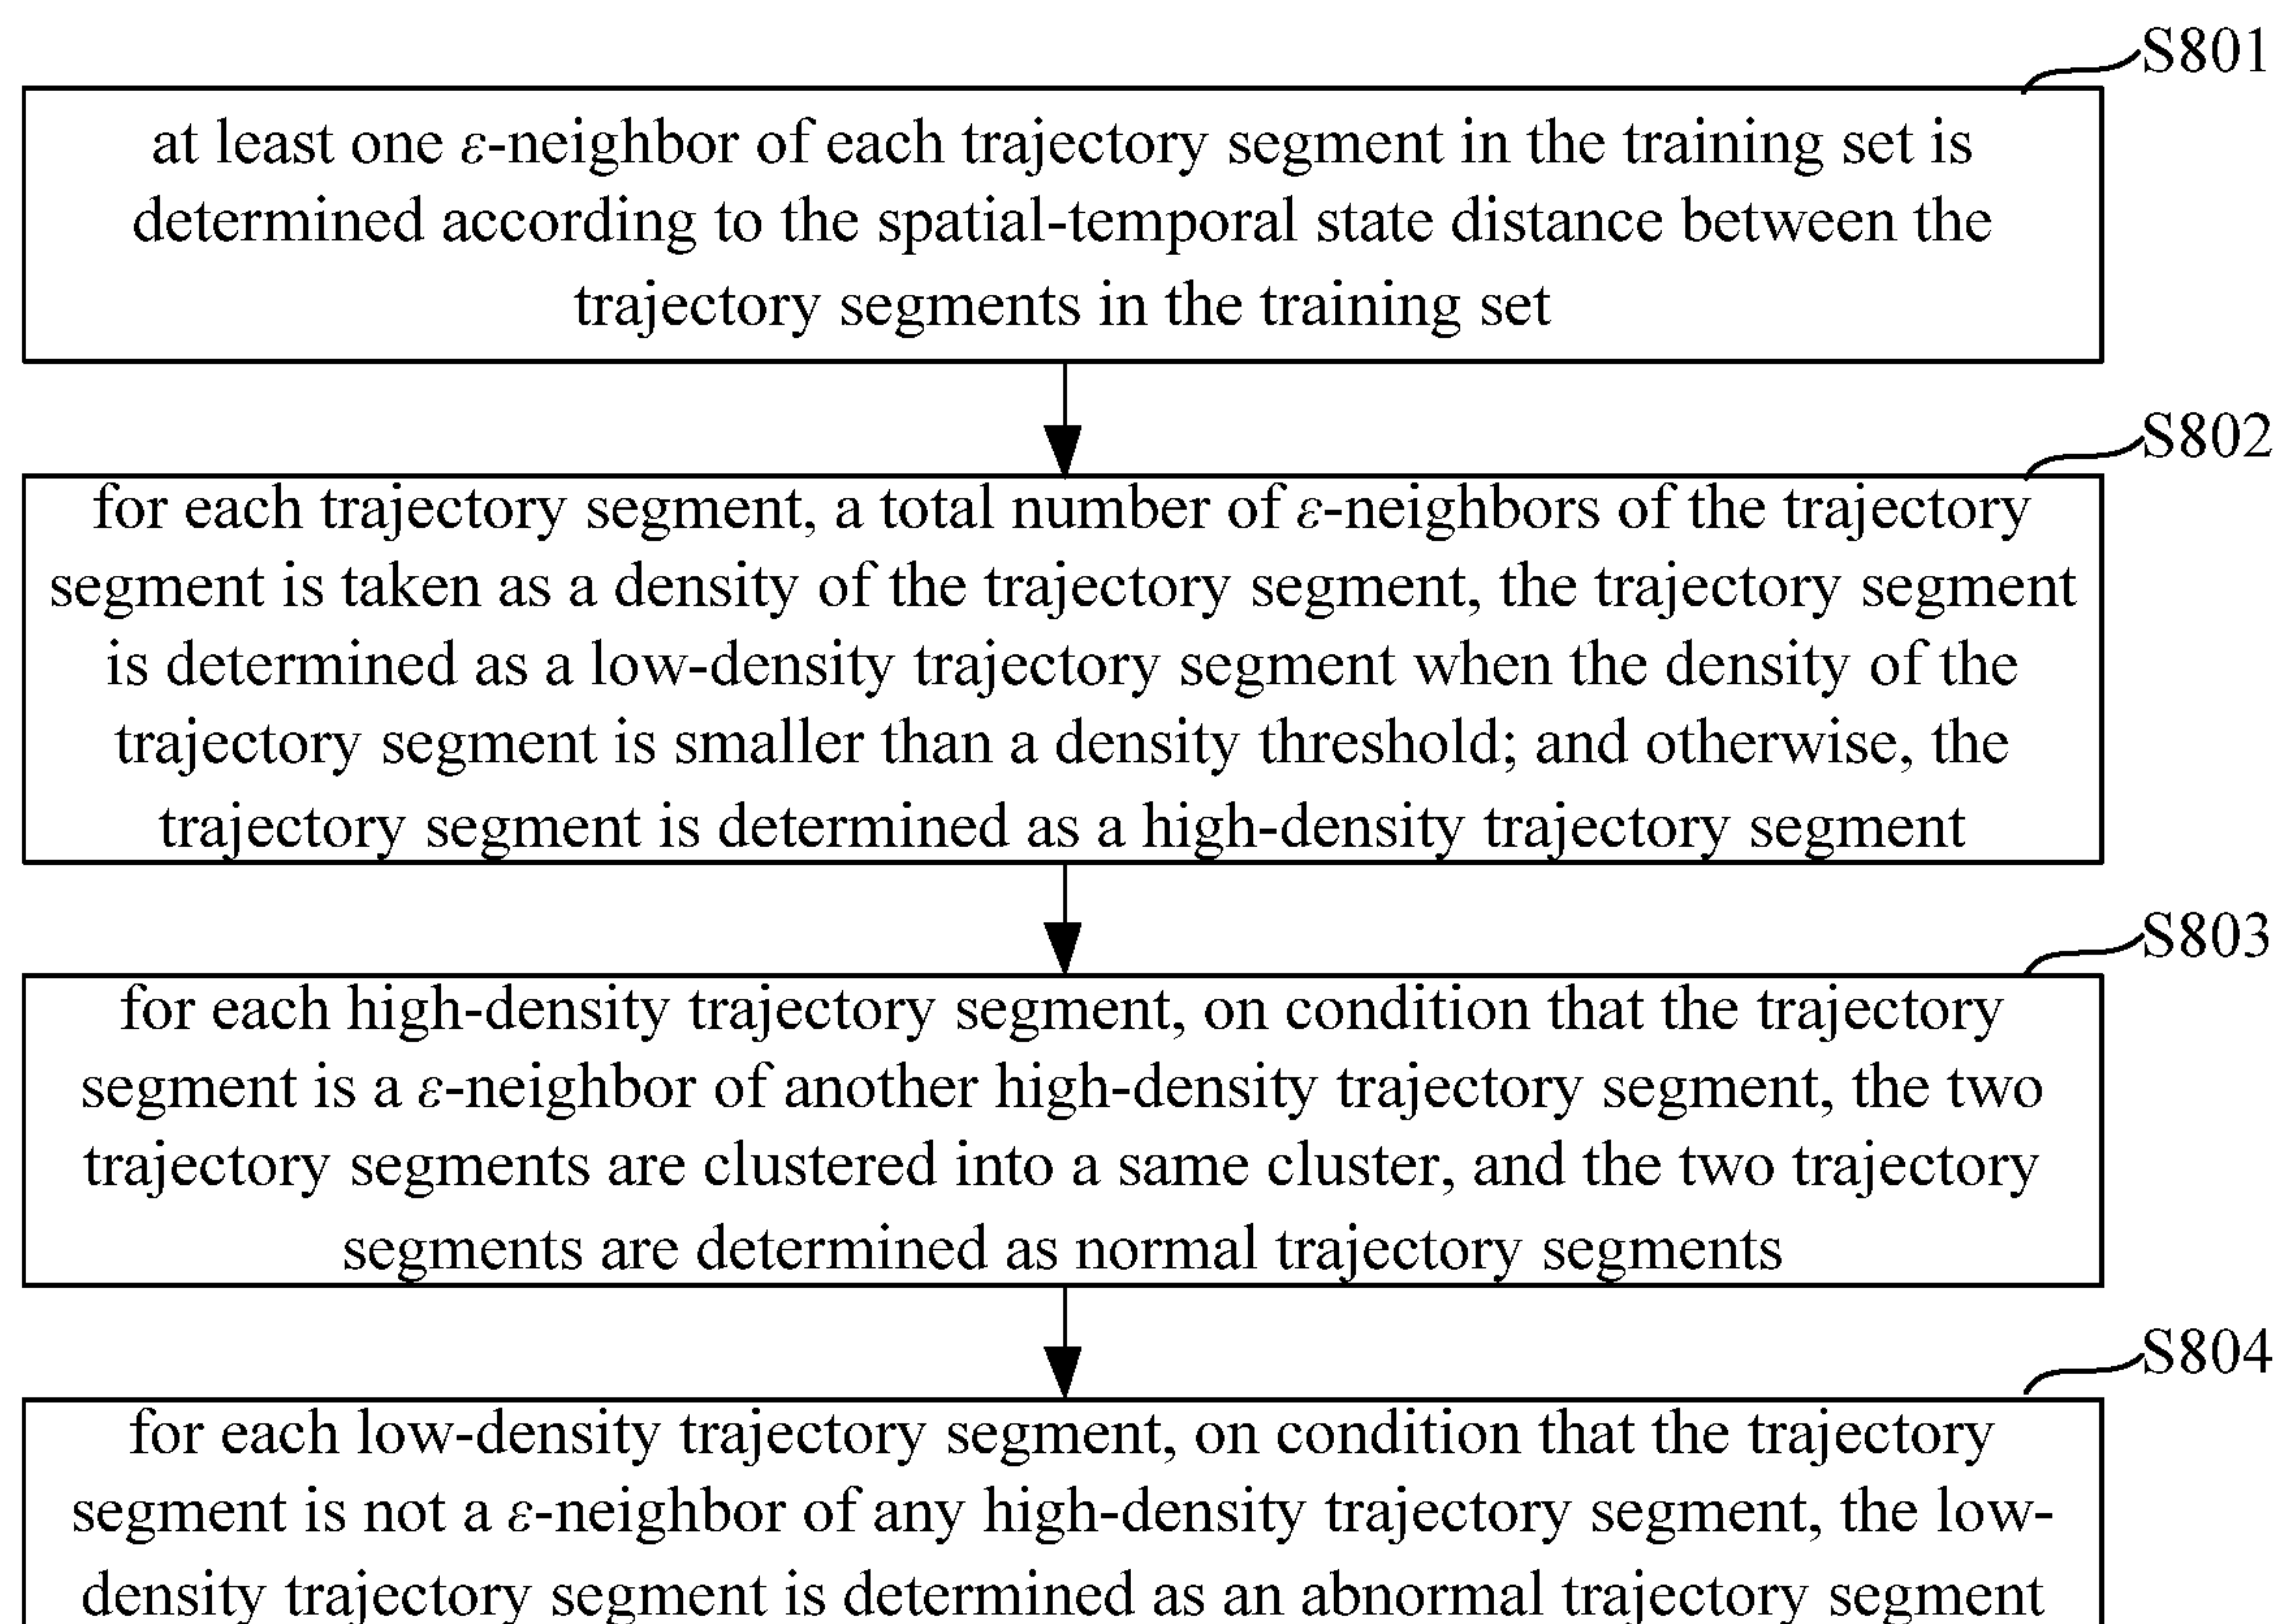 S801
at least one ε-neighbor of each trajectory segment in the training set is
determined according to the spatial-temporal state distance between the
trajectory segments in the training set
S802
for each trajectory segment, a total number of ε-neighbors of the trajectory
segment is taken as a density of the trajectory segment, the trajectory segment
is determined as a low-density trajectory segment when the density of the
trajectory segment is smaller than a density threshold; and otherwise, the
trajectory segment is determined as a high-density trajectory segment
S803
for each high-density trajectory segment, on condition that the trajectory
segment is a ε-neighbor of another high-density trajectory segment, the two
trajectory segments are clustered into a same cluster, and the two trajectory
segments are determined as normal trajectory segments
S804
for each low-density trajectory segment, on condition that the trajectory
segment is not a ε-neighbor of any high-density trajectory segment, the low-
density trajectory segment is determined as an abnormal trajectory segment